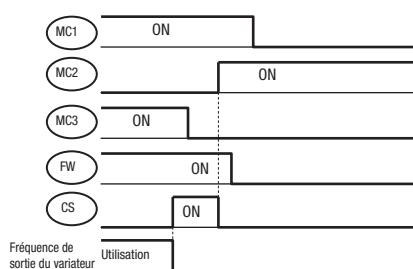 MC1 ON
MC2 ON
MC3 ON
FW ON
CS ON
Fréquence de
sortie du variateur Utilisation